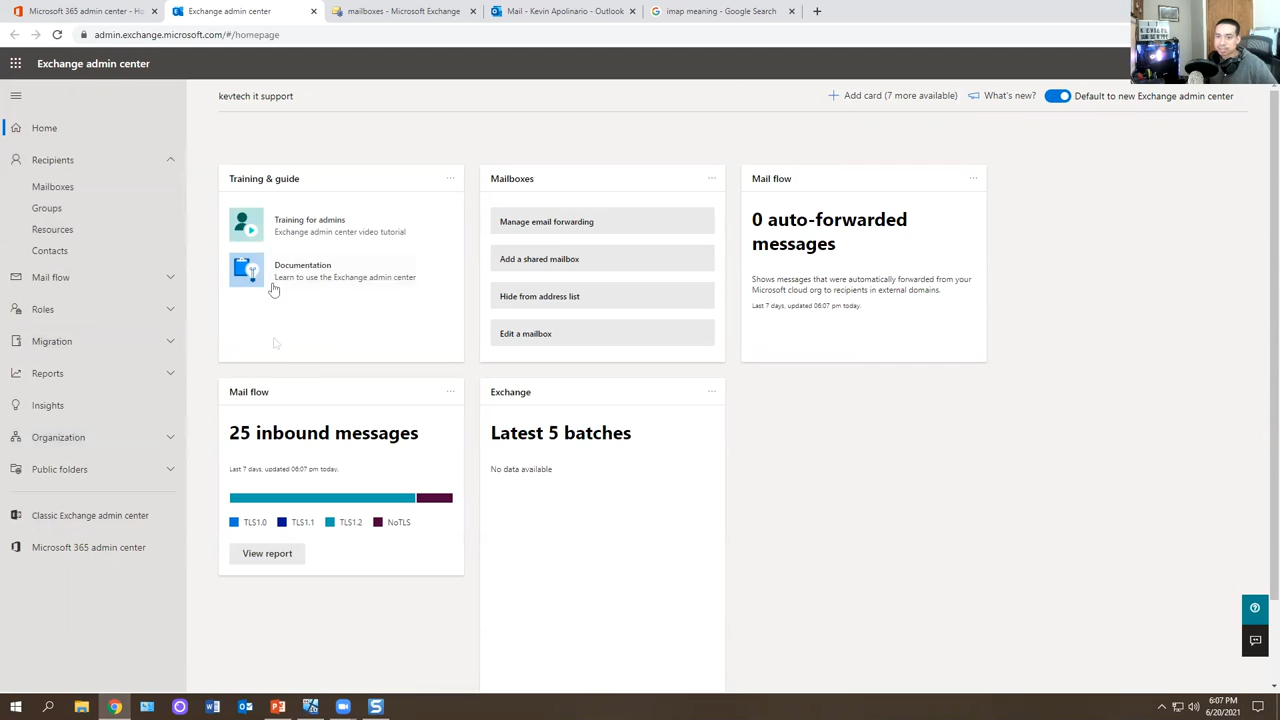 Microsoft 365 admin center - Ho
Exchange admin center
mailboxes - Microsoft Exchange
Mail - Kevin Apolinario - Outlook
imap meaning - Google Search
admin.exchange.microsoft.com/#/homepage
Exchange admin center
kevtech it support
Add card (7 more available)
What's new?
Default to new Exchange admin center
Home
Recipients
Mailboxes
Groups
Resources
Contacts
Mail flow
Roles
Migration
Reports
Insights
Organization
Public folders
Classic Exchange admin center
Microsoft 365 admin center
Training & guide
Training for admins
Exchange admin center video tutorial
Documentation
Learn to use the Exchange admin center
Mailboxes
Manage email forwarding
Add a shared mailbox
Hide from address list
Edit a mailbox
Mail flow
0 auto-forwarded
messages
Shows messages that were automatically forwarded from your
Microsoft cloud org to recipients in external domains.
Last 7 days, updated 06:07 pm today.
Mail flow
25 inbound messages
Last 7 days, updated 06:07 pm today.
TLS1.0
TLS1.1
TLS1.2
NoTLS
View report
Exchange
Latest 5 batches
No data available
6:07 PM
6/20/2021